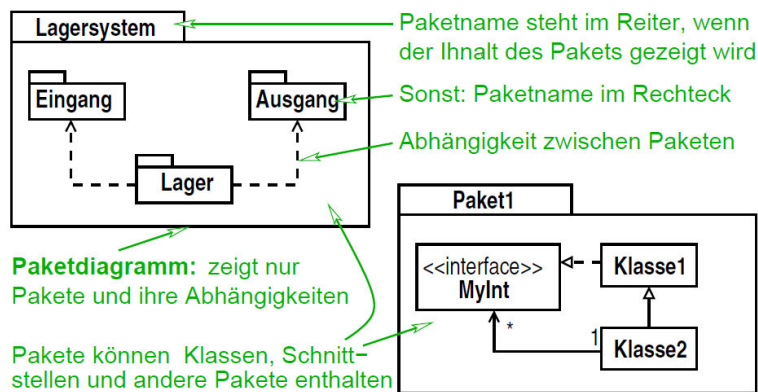 Lagersystem
Paketname steht im Reiter, wenn
der Ihnalt des Pakets gezeigt wird
Eingang
Ausgang
Sonst: Paketname im Rechteck
Abhängigkeit zwischen Paketen
Lager
Paket1
Paketdiagramm: zeigt nur
Pakete und ihre Abhängigkeiten
<<interface>>
MyInt
Klasse1
*
1
Klasse2
Pakete können Klassen, Schnitt-
stellen und andere Pakete enthalten